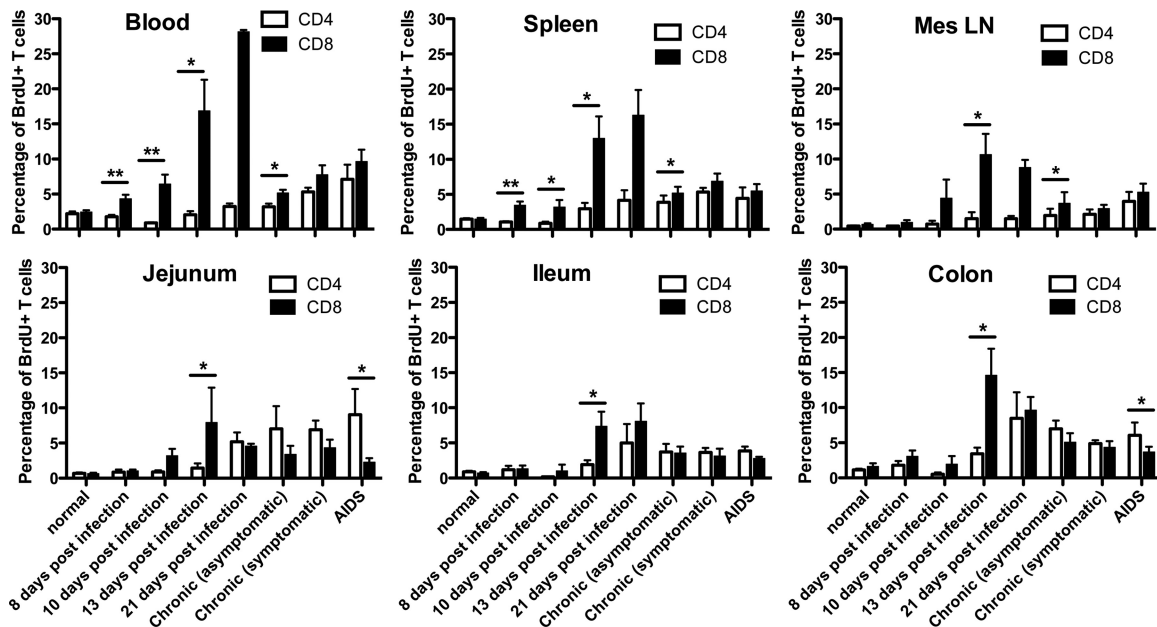 Blood
CD4
CD8
Percentage of BrdU+ T cells
30
25
20
15
10
5
0
**
**
*
*
Spleen
CD4
CD8
Percentage of BrdU+ T cells
30
25
20
15
10
5
0
**
*
*
*
Mes LN
CD4
CD8
Percentage of BrdU+ T cells
30
25
20
15
10
5
0
*
*
Jejunum
CD4
CD8
Percentage of BrdU+ T cells
30
25
20
15
10
5
0
*
*
normal
8 days post infection
10 days post infection
13 days post infection
21 days post infection
Chronic (asymptomatic)
Chronic (symptomatic)
AIDS
Ileum
CD4
CD8
Percentage of BrdU+ T cells
30
25
20
15
10
5
0
*
normal
8 days post infection
10 days post infection
13 days post infection
21 days post infection
Chronic (asymptomatic)
Chronic (symptomatic)
AIDS
Colon
CD4
CD8
Percentage of BrdU+ T cells
30
25
20
15
10
5
0
*
*
normal
8 days post infection
10 days post infection
13 days post infection
21 days post infection
Chronic (asymptomatic)
Chronic (symptomatic)
AIDS